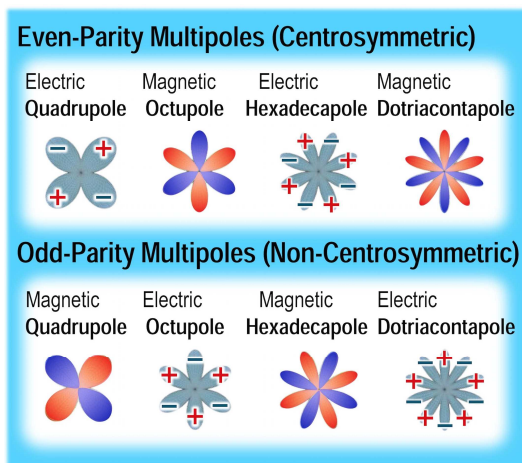 Even-Parity Multipoles (Centrosymmetric)
Electric Magnetic Electric Magnetic
Quadrupole Octupole Hexadecapole Dotriacontapole
Odd-Parity Multipoles (Non-Centrosymmetric)
Magnetic Electric Magnetic Electric
Quadrupole Octupole Hexadecapole Dotriacontapole